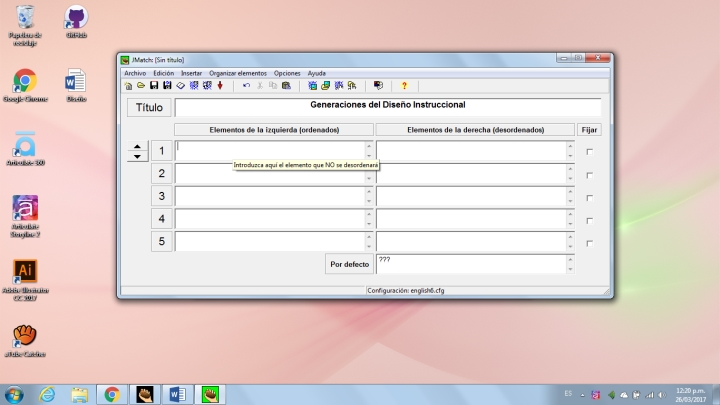 Papelera de
reciclaje
GitHub
Google Chrome
Diseño
Articulate 360
Articulate
Storyline 2
Adobe Illustrator
CC 2017
aTube Catcher
JMatch: [Sin título]
Archivo Edición Insertar Organizar elementos Opciones Ayuda
Título
Generaciones del Diseño Instruccional
Elementos de la izquierda (ordenados)
Elementos de la derecha (desordenados)
Fijar
1
Introduzca aquí el elemento que NO se desordenará
2
3
4
5
Por defecto
???
Configuración: english6.cfg
ES
12:20 p.m.
26/03/2017